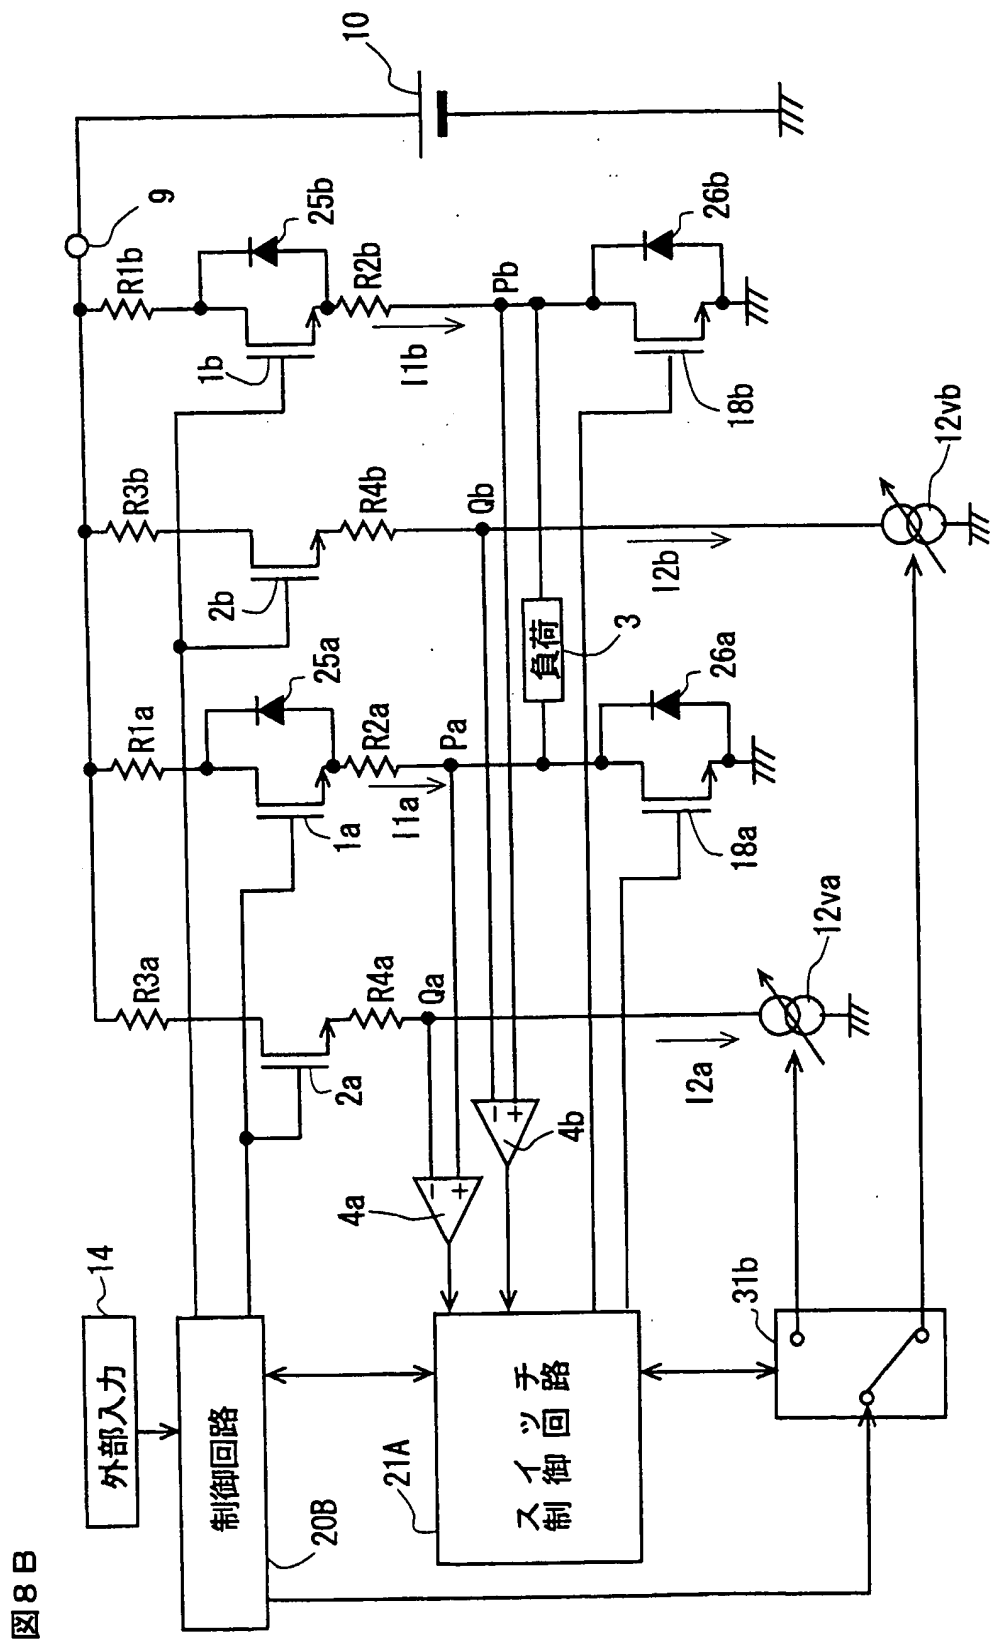 図8B
外部入力
14
制御回路
20B
スイッチ
制御回路
21A
31b
4a
4b
R3a
2a
R4a
Qa
I2a
12va
R1a
25a
1a
R2a
I1a
Pa
負荷
3
18a
26a
R3b
2b
R4b
Qb
I2b
12vb
R1b
25b
1b
R2b
I1b
Pb
18b
26b
9
10
−
+
−
+